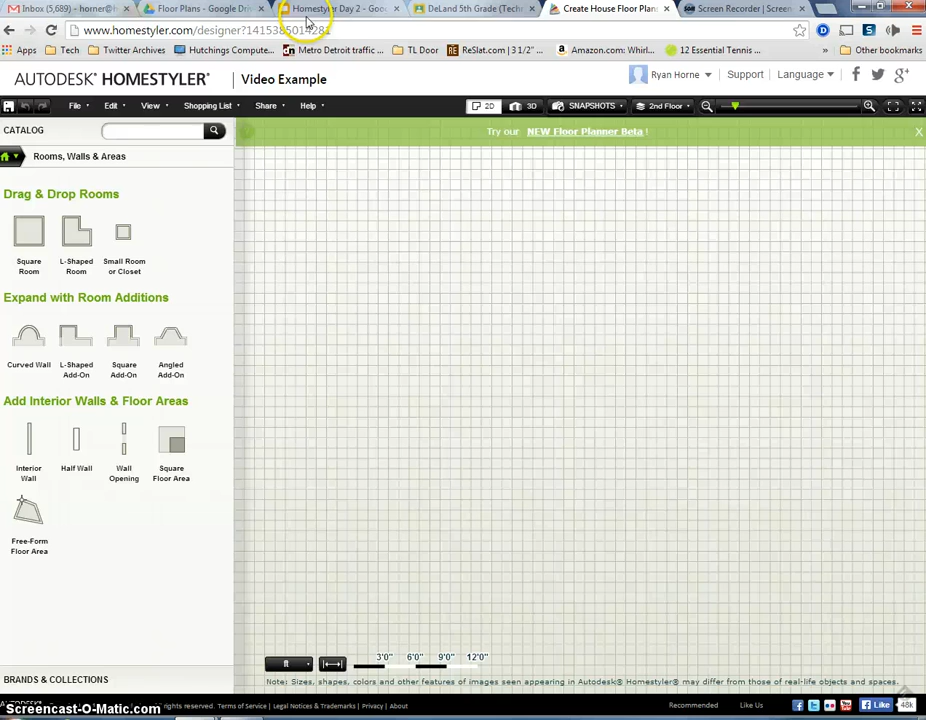 Inbox (5,689) - horner@h
Floor Plans - Google Driv
Homestyler Day 2 - Goo
DeLand 5th Grade (Techn
Create House Floor Plans
Screen Recorder | Screen
www.homestyler.com/designer?1415385014281
Apps Tech Twitter Archives Hutchings Compute... Metro Detroit traffic ... TL Door ReSlat.com | 3 1/2" ... Amazon.com: Whirl... 12 Essential Tennis ... » Other bookmarks
AUTODESK® HOMESTYLER® Video Example
Ryan Horne Support Language
File Edit View Shopping List Share Help 2D 3D SNAPSHOTS 2nd Floor
CATALOG
Try our NEW Floor Planner Beta ! X
Rooms, Walls & Areas
Drag & Drop Rooms
Square Room
L-Shaped Room
Small Room or Closet
Expand with Room Additions
Curved Wall
L-Shaped Add-On
Square Add-On
Angled Add-On
Add Interior Walls & Floor Areas
Interior Wall
Half Wall
Wall Opening
Square Floor Area
Free-Form Floor Area
ft 3'0" 6'0" 9'0" 12'0"
BRANDS & COLLECTIONS
Note: Sizes, shapes, colors and other features of images seen appearing in Autodesk® Homestyler® may differ from those of real-life objects and spaces.
Screencast-O-Matic.com
Terms of Service | Legal Notices & Trademarks | Privacy | About
Recommended Like Us Like 48k